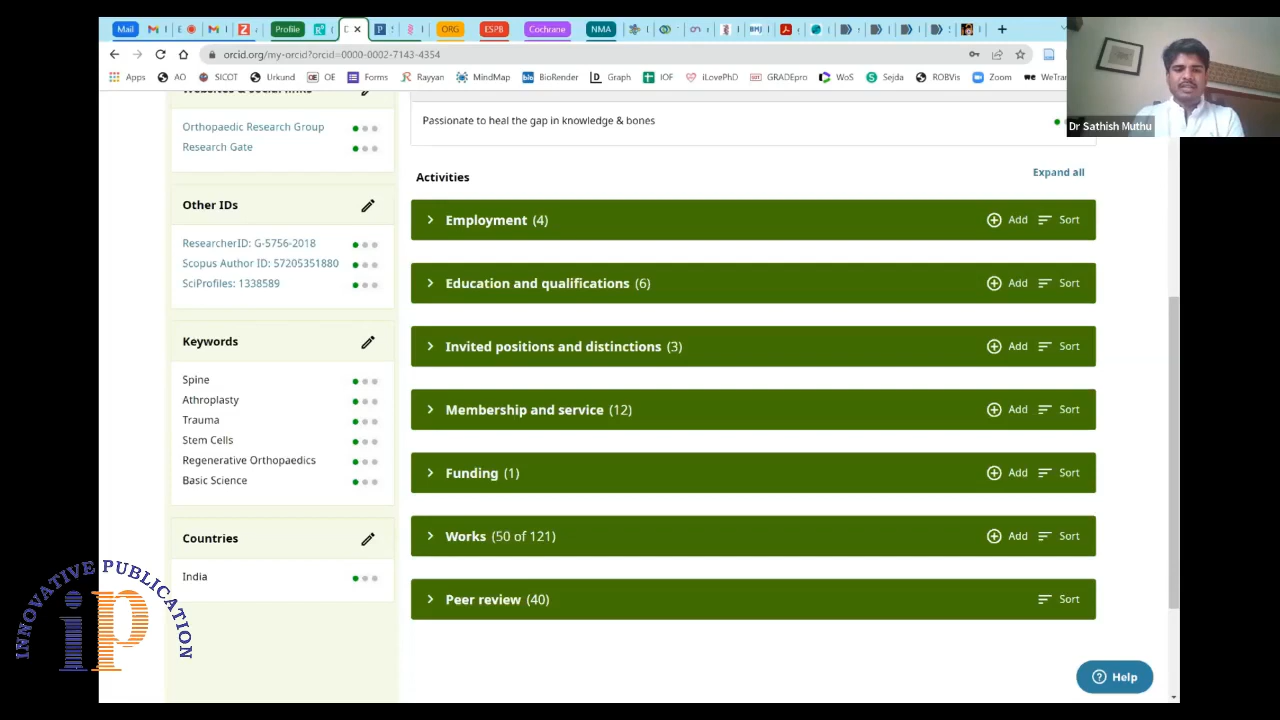 Mail
Profile
ORG
ESPB
Cochrane
NMA
orcid.org/my-orcid?orcid=0000-0002-7143-4354
Apps AO SICOT Urkund OE Forms Rayyan MindMap BioRender Graph IOF iLovePhD GRADEpro WoS Sejda ROBVis Zoom WeTran
Dr Sathish Muthu
Websites & social links
Orthopaedic Research Group
Research Gate
Other IDs
ResearcherID: G-5756-2018
Scopus Author ID: 57205351880
SciProfiles: 1338589
Keywords
Spine
Athroplasty
Trauma
Stem Cells
Regenerative Orthopaedics
Basic Science
Countries
India
Passionate to heal the gap in knowledge & bones
Activities
Expand all
Employment (4) Add Sort
Education and qualifications (6) Add Sort
Invited positions and distinctions (3) Add Sort
Membership and service (12) Add Sort
Funding (1) Add Sort
Works (50 of 121) Add Sort
Peer review (40) Sort
Help
INNOVATIVE PUBLICATION
ip